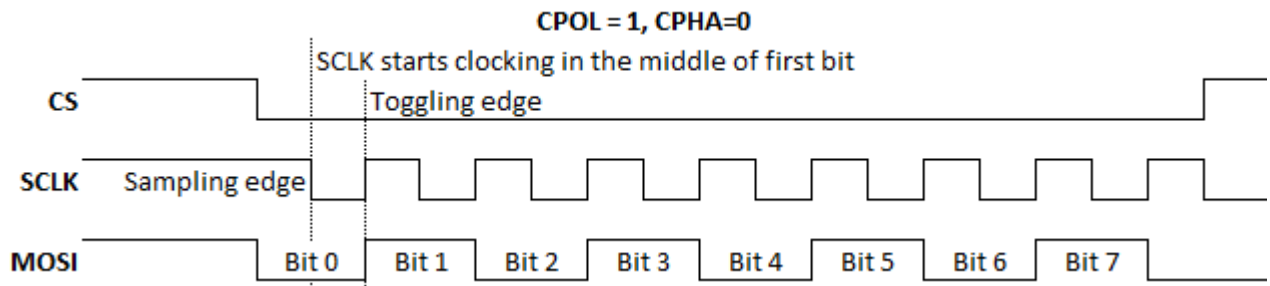 CPOL = 1, CPHA=0
SCLK starts clocking in the middle of first bit
CS
Toggling edge
SCLK
Sampling edge
MOSI
Bit 0
Bit 1
Bit 2
Bit 3
Bit 4
Bit 5
Bit 6
Bit 7